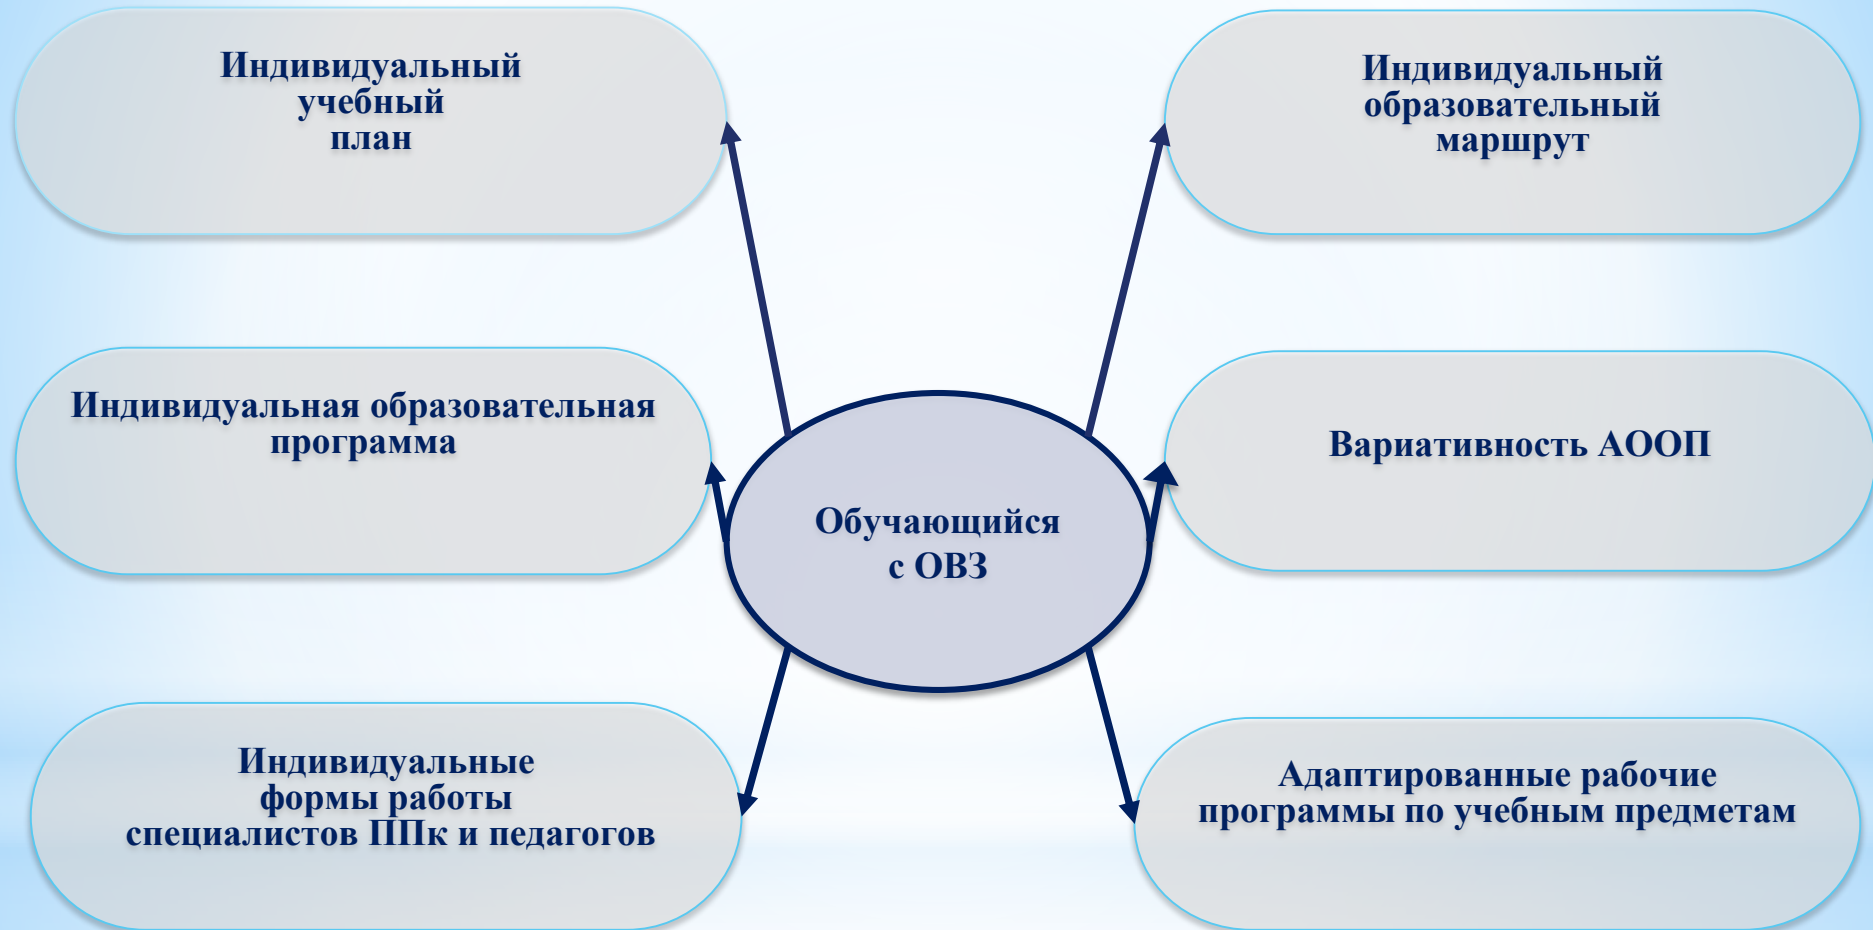 Индивидуальный
учебный
план
Индивидуальный
образовательный
маршрут
Индивидуальная образовательная
программа
Вариативность АООП
Обучающийся
с ОВЗ
Индивидуальные
формы работы
специалистов ППк и педагогов
Адаптированные рабочие
программы по учебным предметам